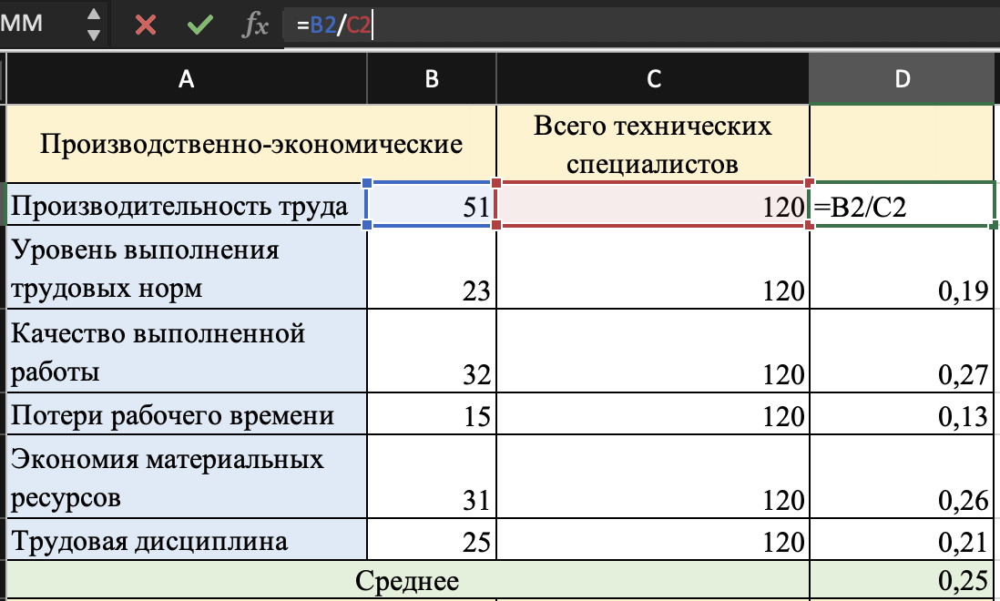 MM fx =B2/C2
A B C D
Производственно-экономические Всего технических
специалистов
Производительность труда 51 120 =B2/C2
Уровень выполнения
трудовых норм 23 120 0,19
Качество выполненной
работы 32 120 0,27
Потери рабочего времени 15 120 0,13
Экономия материальных
ресурсов 31 120 0,26
Трудовая дисциплина 25 120 0,21
Среднее 0,25